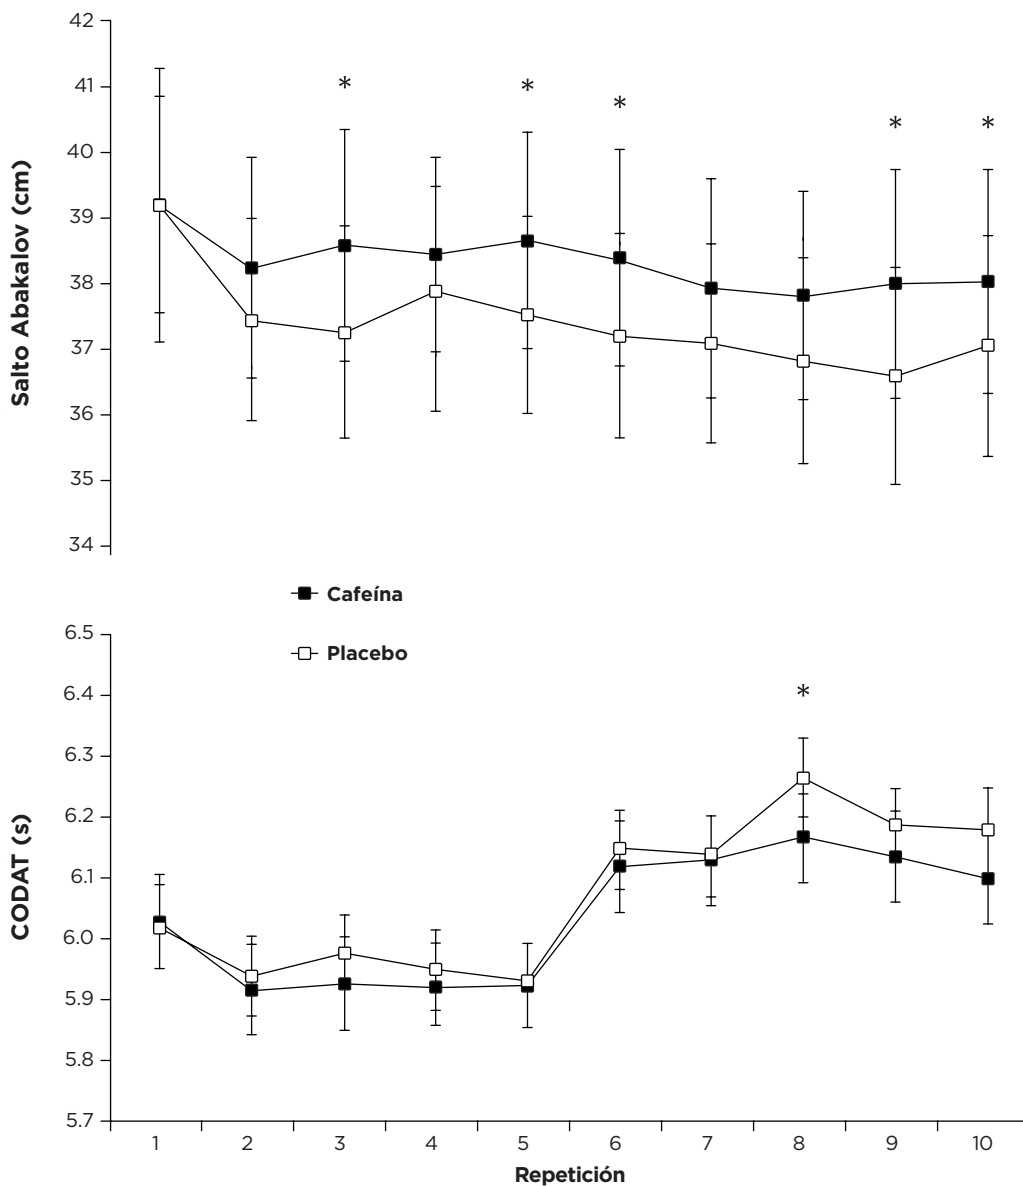 42
41
40
39
38
37
36
35
34
Salto Abakalov (cm)
* * * * *
Cafeína
Placebo
6.5
6.4
6.3
6.2
6.1
6.0
5.9
5.8
5.7
CODAT (s)
*
1 2 3 4 5 6 7 8 9 10
Repetición